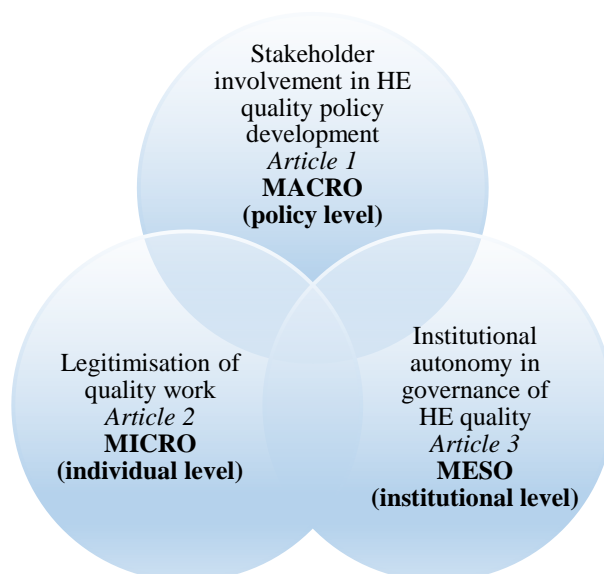 Stakeholder
involvement in HE
quality policy
development
Article 1
MACRO
(policy level)
Legitimisation of
quality work
Article 2
MICRO
(individual level)
Institutional
autonomy in
governance of
HE quality
Article 3
MESO
(institutional level)